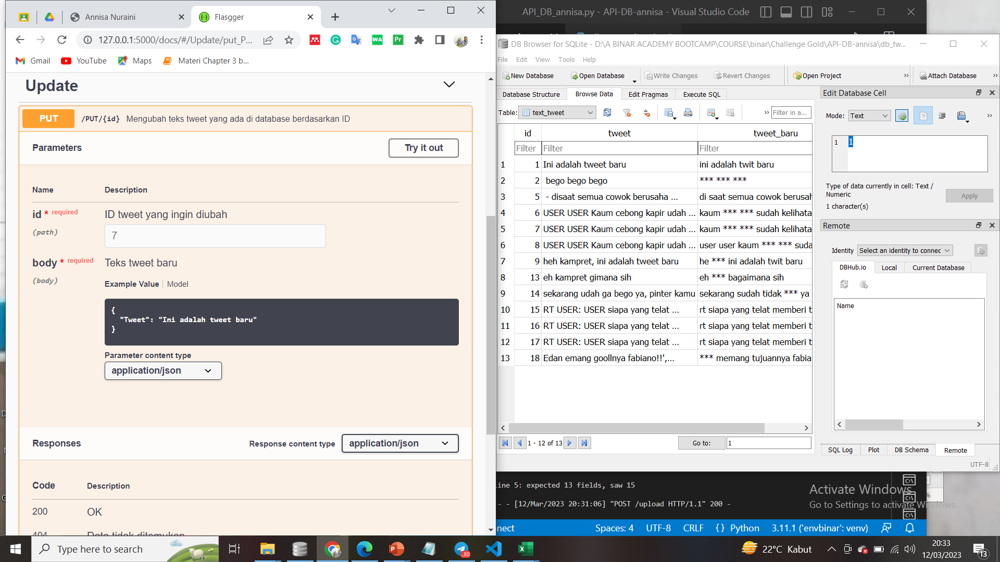 Annisa Nuraini
Flasgger
127.0.0.1:5000/docs/#/Update/put_P...
Gmail
YouTube
Maps
Materi Chapter 3 b...
Update
PUT
/PUT/{id}
Mengubah teks tweet yang ada di database berdasarkan ID
Parameters
Try it out
Name
Description
id * required
(path)
ID tweet yang ingin diubah
7
body * required
(body)
Teks tweet baru
Example Value
Model
{
"Tweet": "Ini adalah tweet baru"
}
Parameter content type
application/json
Responses
Response content type
application/json
Code
Description
200
OK
404
Data tidak ditemukan
API_DB_annisa.py - API-DB-annisa - Visual Studio Code
DB Browser for SQLite - D:\A BINAR ACADEMY BOOTCAMP\COURSE\binar\Challenge Gold\API-DB-annisa\db_tw...
File Edit View Tools Help
New Database
Open Database
Write Changes
Revert Changes
Open Project
Attach Database
Database Structure
Browse Data
Edit Pragmas
Execute SQL
Table:
text_tweet
Filter in a...
id tweet tweet_baru
Filter Filter Filter
1 1 Ini adalah tweet baru ini adalah twit baru
2 2 bego bego bego *** *** ***
3 5 - disaat semua cowok berusaha ... di saat semua cowok berusah
4 6 USER USER Kaum cebong kapir udah ... kaum *** *** sudah kelihata
5 7 USER USER Kaum cebong kapir udah ... kaum *** *** sudah kelihata
6 8 USER USER Kaum cebong kapir udah ... user user kaum *** *** suda
7 9 heh kampret, ini adalah tweet baru he *** ini adalah twit baru
8 13 eh kampret gimana sih eh *** bagaimana sih
9 14 sekarang udah ga bego ya, pinter kamu sekarang sudah tidak *** ya
10 15 RT USER: USER siapa yang telat ... rt siapa yang telat memberi t
11 16 RT USER: USER siapa yang telat ... rt siapa yang telat memberi t
12 17 RT USER: USER siapa yang telat ... rt siapa yang telat memberi t
13 18 Edan emang goollnya fabiano!!',... *** memang tujuannya fabia
1 - 12 of 13
Go to:
1
Edit Database Cell
Mode:
Text
1
1
Type of data currently in cell: Text /
Numeric
1 character(s)
Apply
Remote
Identity
Select an identity to connec
DBHub.io
Local
Current Database
Name
SQL Log
Plot
DB Schema
Remote
UTF-8
ine 5: expected 13 fields, saw 15
- - [12/Mar/2023 20:31:06] "POST /upload HTTP/1.1" 200 -
Activate Windows
Go to Settings to activate Windows.
nect
Spaces: 4
UTF-8
CRLF
{ } Python
3.11.1 ('envbinar': venv)
Type here to search
80
22°C Kabut
20:33
12/03/2023
13